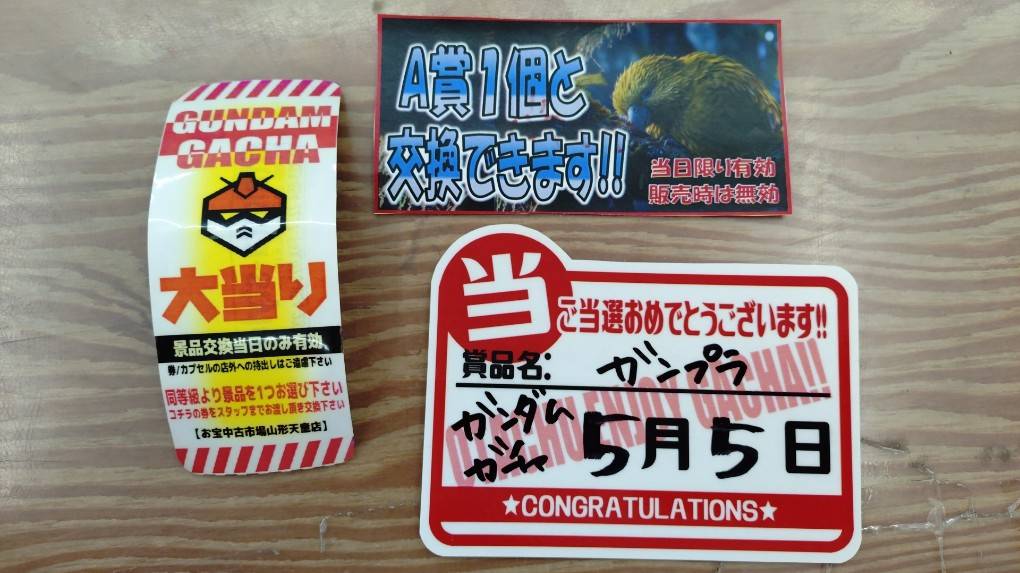 GUNDAM
GACHA
大当り
景品交換当日のみ有効
券/カプセルの店外への持出しはご遠慮下さい
同等級より景品を1つお選び下さい
コチラの券をスタッフまでお渡し頂き交換下さい
【お宝中古市場山形天童店】
A賞1個と
交換できます!!
当日限り有効
販売時は無効
当
ご当選おめでとうございます!!
賞品名: ガンプラ
ガンダム
ガチャ
5月5日
★CONGRATULATIONS★